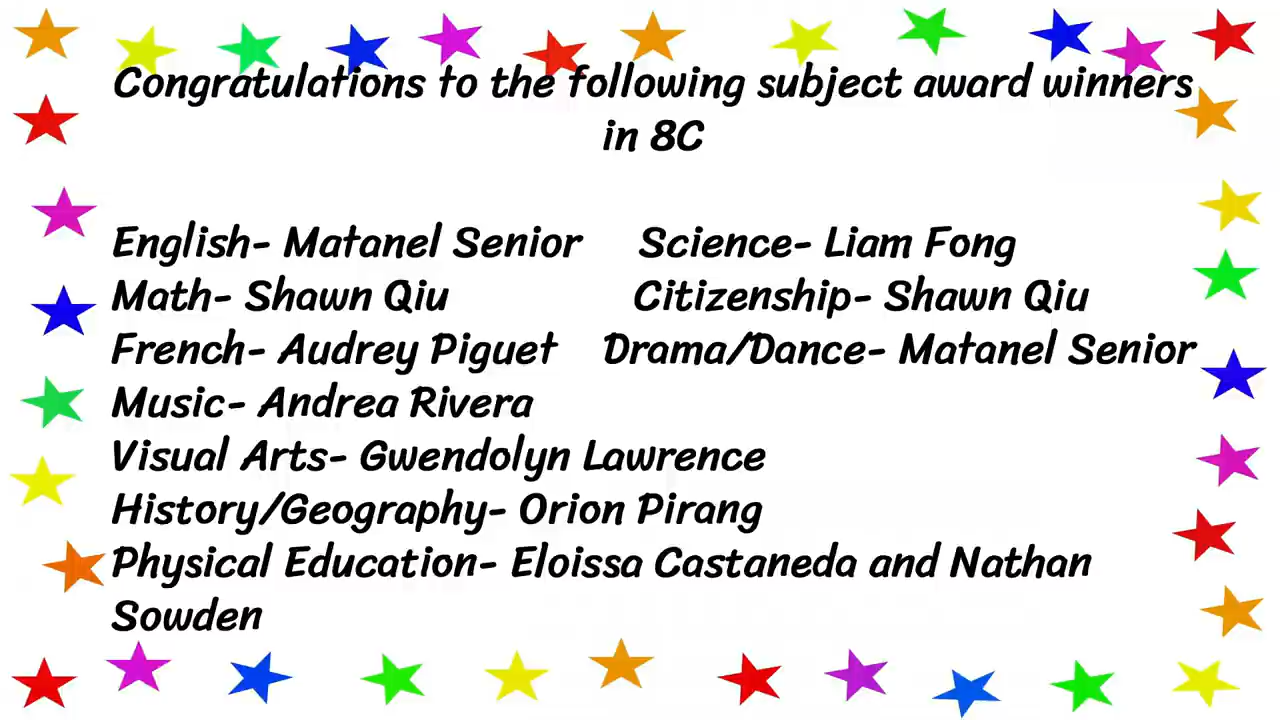 Congratulations to the following subject award winners
in 8C
English- Matanel Senior Science- Liam Fong
Math- Shawn Qiu Citizenship- Shawn Qiu
French- Audrey Piguet Drama/Dance- Matanel Senior
Music- Andrea Rivera
Visual Arts- Gwendolyn Lawrence
History/Geography- Orion Pirang
Physical Education- Eloissa Castaneda and Nathan
Sowden